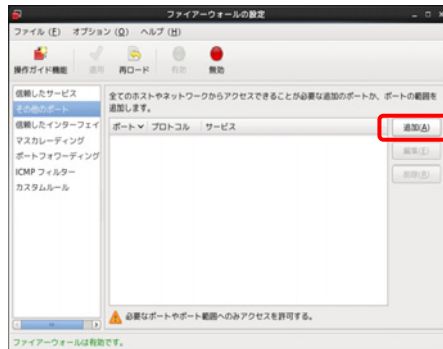 ファイアーウォールの設定
ファイル(F) オプション(O) ヘルプ(H)
操作ガイド機能 適用 再ロード 有効 無効
信頼したサービス
その他のポート
信頼したインターフェイ
マスカレーディング
ポートフォワーディング
ICMP フィルター
カスタムルール
全てのホストやネットワークからアクセスできることが必要な追加のポートか、ポートの範囲を
追加します。
ポート プロトコル サービス
追加(A)
編集(E)
削除(R)
必要なポートやポート範囲へのみアクセスを許可する。
ファイアーウォールは有効です。